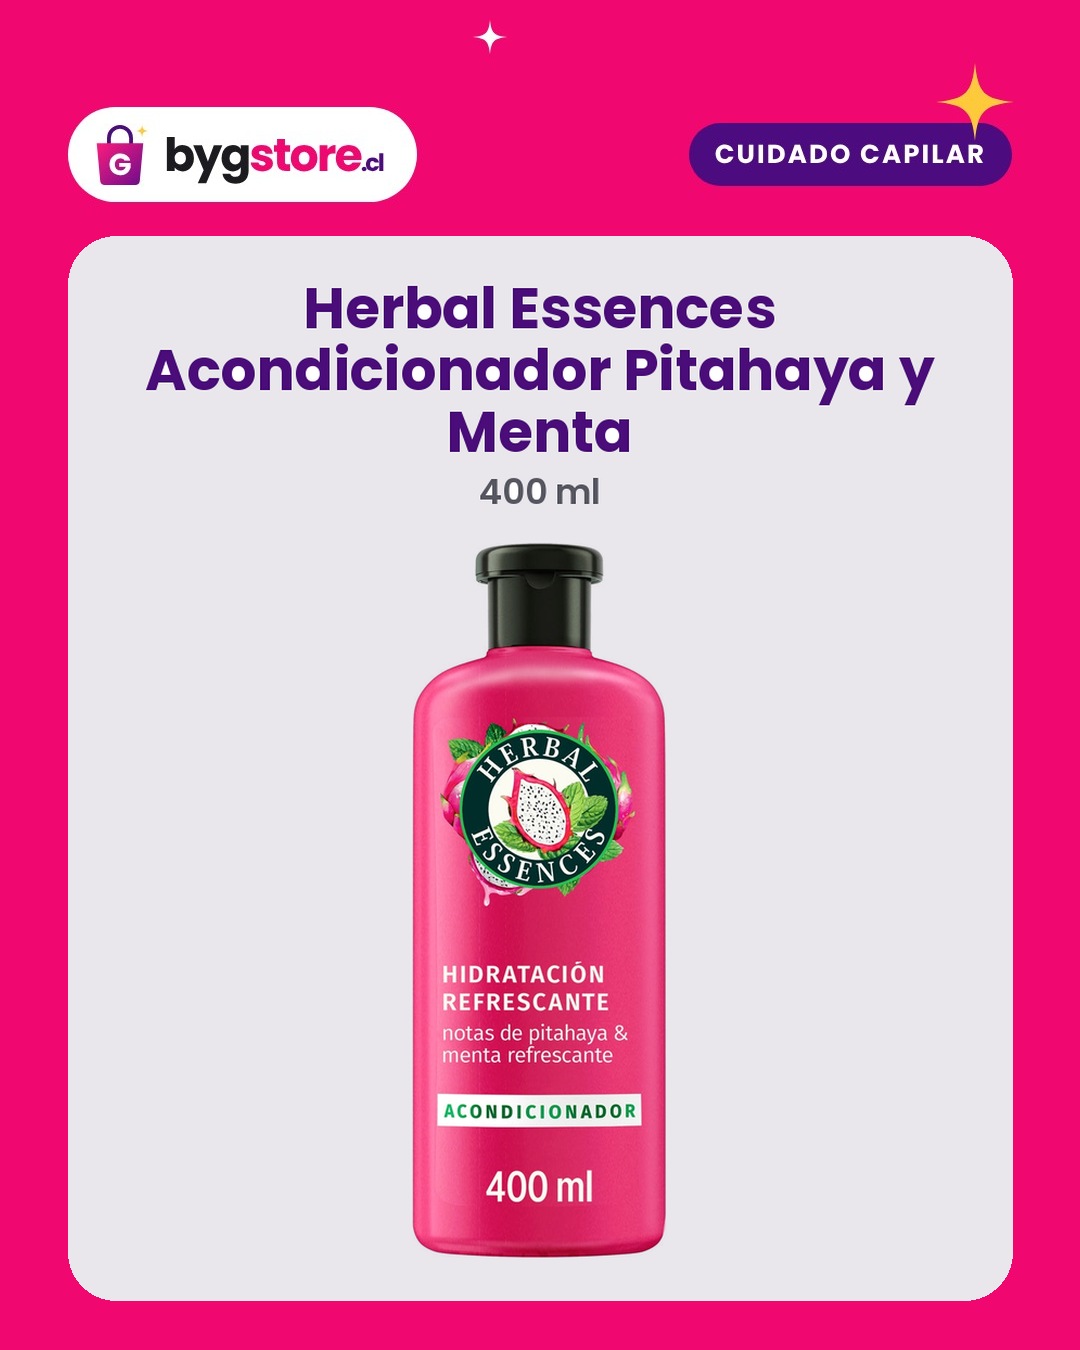 G bygstore.cl
CUIDADO CAPILAR
Herbal Essences
Acondicionador Pitahaya y
Menta
400 ml
HERBAL
ESSENCES
HIDRATACIÓN
REFRESCANTE
notas de pitahaya &
menta refrescante
ACONDICIONADOR
400 ml